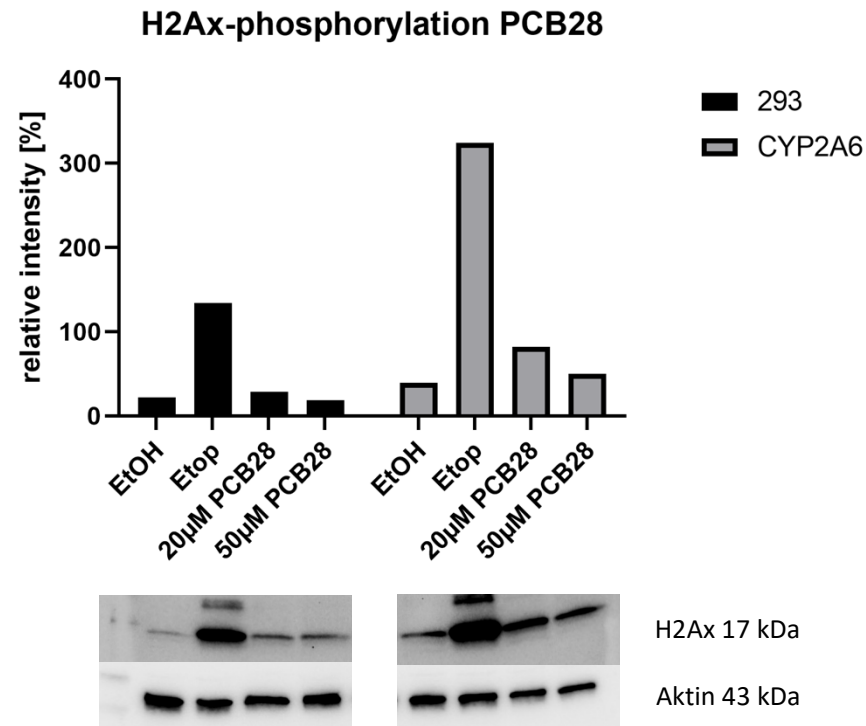 H2Ax-phosphorylation PCB28
relative intensity [%]
400
300
200
100
0
EtOH
Etop
20µM PCB28
50µM PCB28
EtOH
Etop
20µM PCB28
50µM PCB28
293
CYP2A6
H2Ax 17 kDa
Aktin 43 kDa